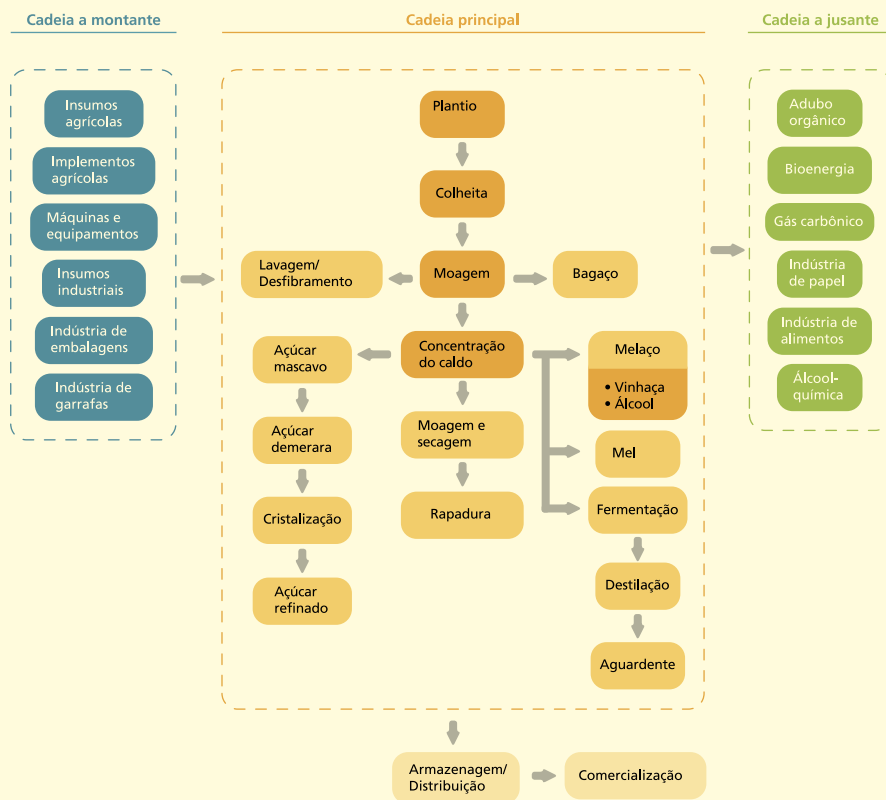 Cadeia a montante
Cadeia principal
Cadeia a jusante
Insumos
agrícolas
Implementos
agrícolas
Máquinas e
equipamentos
Insumos
industriais
Indústria de
embalagens
Indústria de
garrafas
Plantio
Colheita
Lavagem/
Desfibramento
Moagem
Bagaço
Açúcar
mascavo
Açúcar
demerara
Cristalização
Açúcar
refinado
Concentração
do caldo
Moagem e
secagem
Rapadura
Melaço
• Vinhaça
• Álcool
Mel
Fermentação
Destilação
Aguardente
Adubo
orgânico
Bioenergia
Gás carbônico
Indústria
de papel
Indústria de
alimentos
Álcool-
química
Armazenagem/
Distribuição
Comercialização